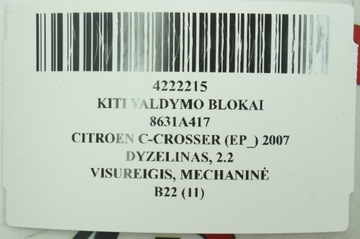 4222215
KITI VALDYMO BLOKAI
8631A417
CITROEN C-CROSSER (EP_) 2007
DYZELINAS, 2.2
VISUREIGIS, MECHANINĖ
B22 (11)